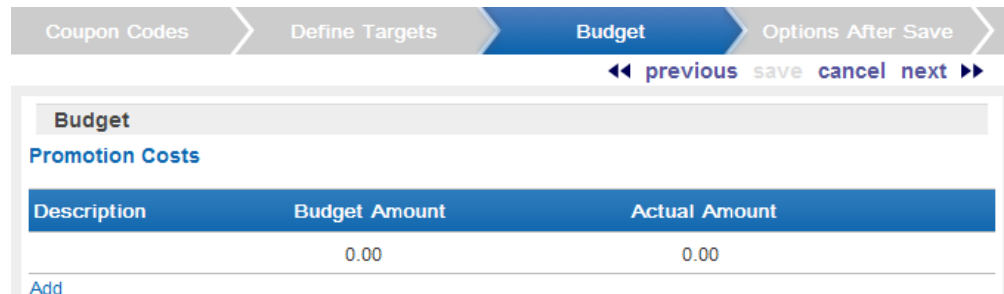 Coupon Codes Define Targets Budget Options After Save
previous save cancel next
Budget
Promotion Costs
Description Budget Amount Actual Amount
0.00 0.00
Add